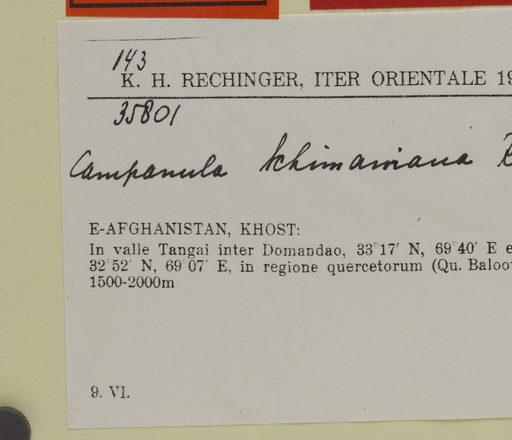 143
K. H. RECHINGER, ITER ORIENTALE 19
35801
Campanula
E-AFGHANISTAN, KHOST:
In valle Tangai inter Domandao, 33°17' N, 69°40' E e
32°52' N, 69°07' E, in regione quercetorum (Qu. Baloo
1500-2000m
9. VI.